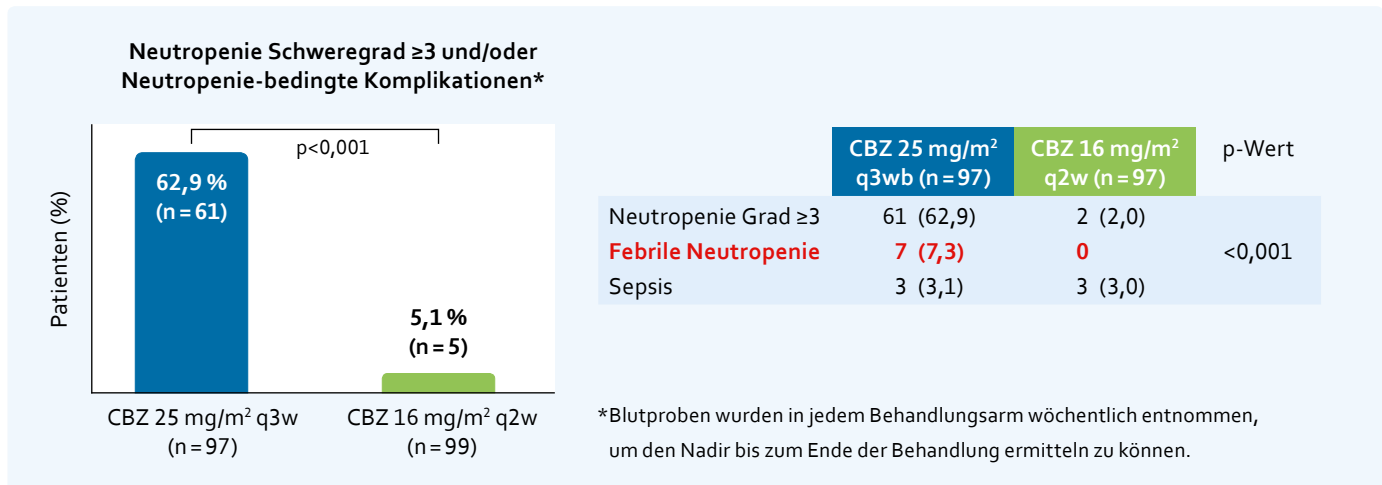 Neutropenie Schweregrad ≥3 und/oder
Neutropenie-bedingte Komplikationen*
Patienten (%)
p<0,001
62,9 %
(n = 61)
5,1 %
(n = 5)
CBZ 25 mg/m² q3w
(n = 97)
CBZ 16 mg/m² q2w
(n = 99)
CBZ 25 mg/m² q3wb (n = 97)
CBZ 16 mg/m² q2w (n = 97)
p-Wert
Neutropenie Grad ≥3 61 (62,9) 2 (2,0)
Febrile Neutropenie 7 (7,3) 0 <0,001
Sepsis 3 (3,1) 3 (3,0)
*Blutproben wurden in jedem Behandlungsarm wöchentlich entnommen,
um den Nadir bis zum Ende der Behandlung ermitteln zu können.